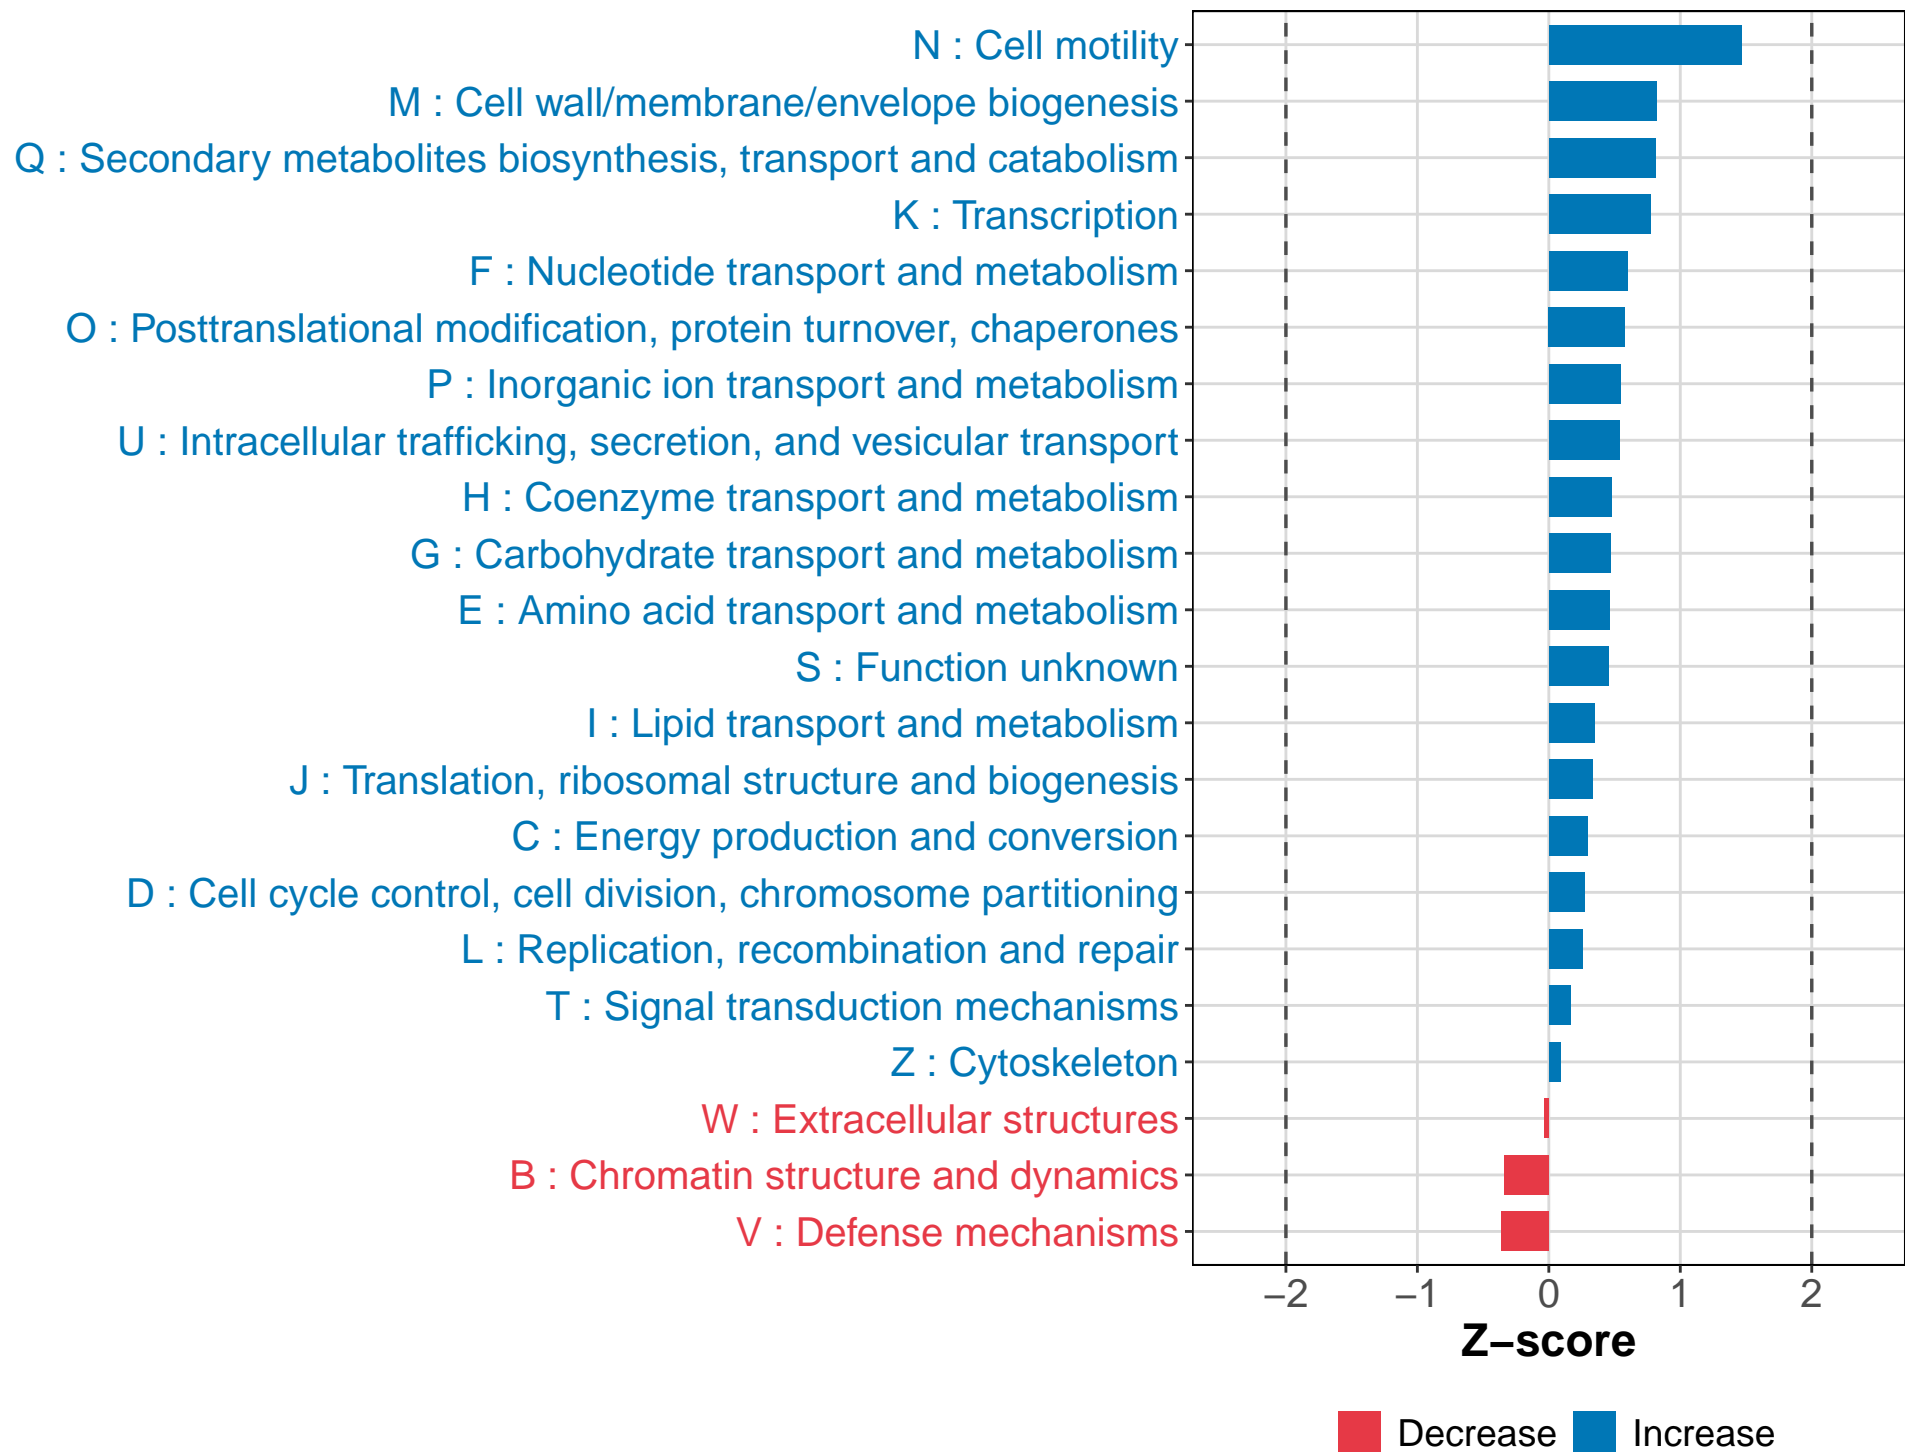 N : Cell motility
M : Cell wall/membrane/envelope biogenesis
Q : Secondary metabolites biosynthesis, transport and catabolism
K : Transcription
F : Nucleotide transport and metabolism
O : Posttranslational modification, protein turnover, chaperones
P : Inorganic ion transport and metabolism
U : Intracellular trafficking, secretion, and vesicular transport
H : Coenzyme transport and metabolism
G : Carbohydrate transport and metabolism
E : Amino acid transport and metabolism
S : Function unknown
I : Lipid transport and metabolism
J : Translation, ribosomal structure and biogenesis
C : Energy production and conversion
D : Cell cycle control, cell division, chromosome partitioning
L : Replication, recombination and repair
T : Signal transduction mechanisms
Z : Cytoskeleton
W : Extracellular structures
B : Chromatin structure and dynamics
V : Defense mechanisms
−2 −1 0 1 2
Z−score
Decrease Increase